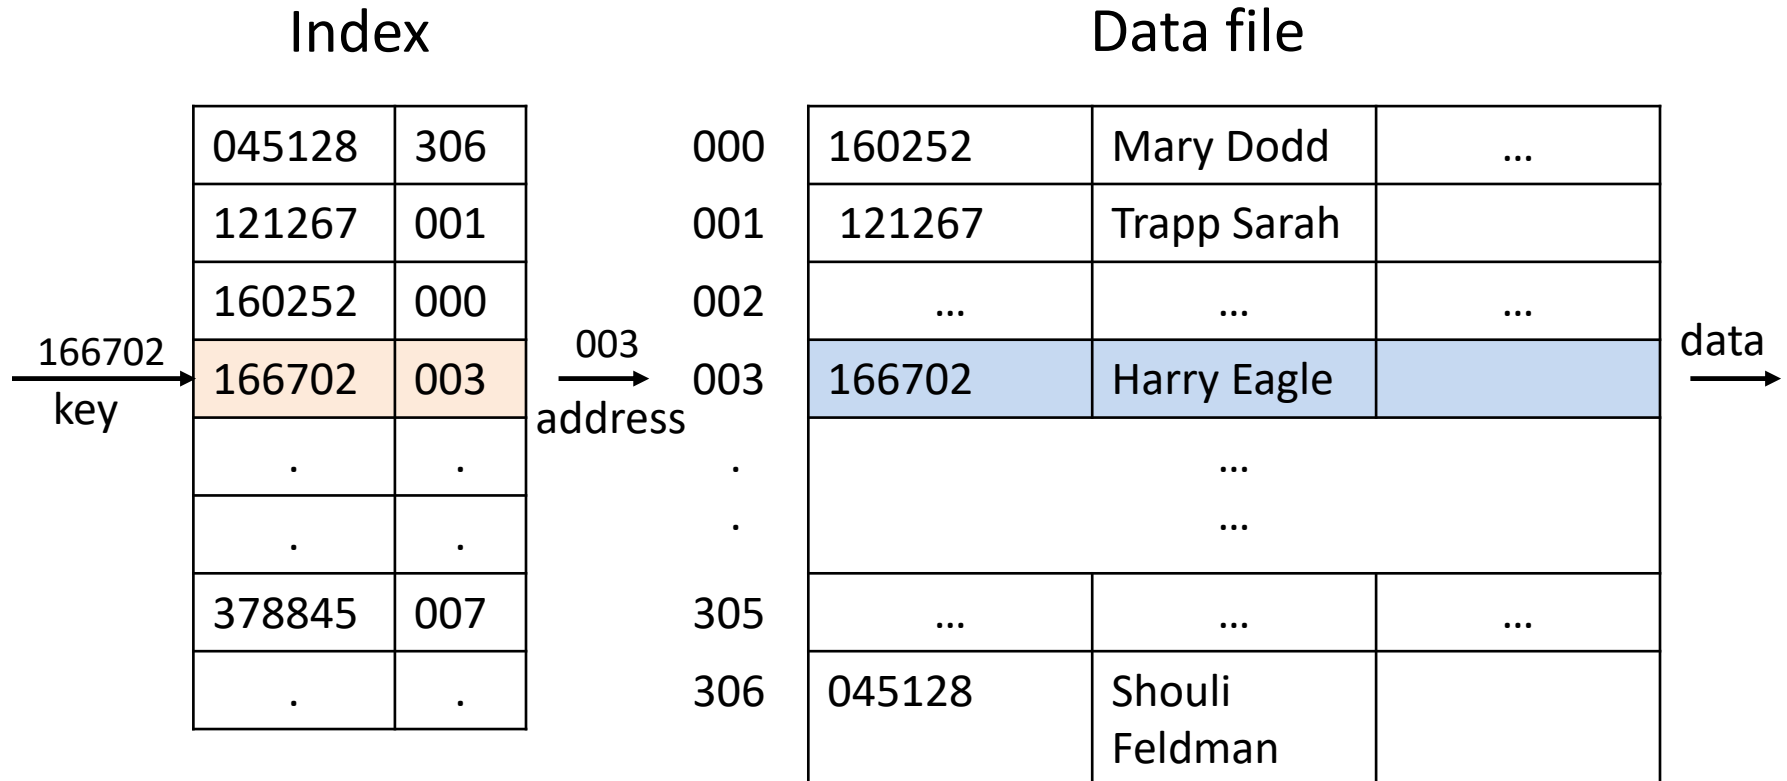 Index Data file
045128 306 000 160252 Mary Dodd ...
121267 001 001 121267 Trapp Sarah
160252 000 002 ... ... ...
166702 003 data
166702 003 003 166702 Harry Eagle
key address
. . . ...
. . . ...
378845 007 305 ... ... ...
. . 306 045128 Shouli
Feldman